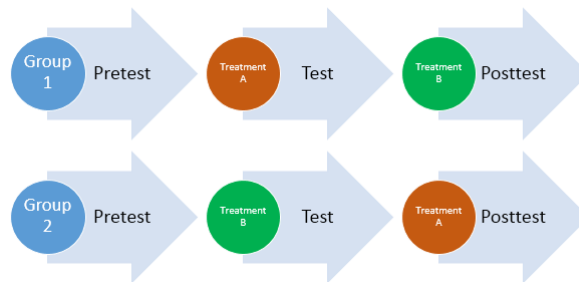 Group
1
Pretest
Treatment
A
Test
Treatment
B
Posttest
Group
2
Pretest
Treatment
B
Test
Treatment
A
Posttest